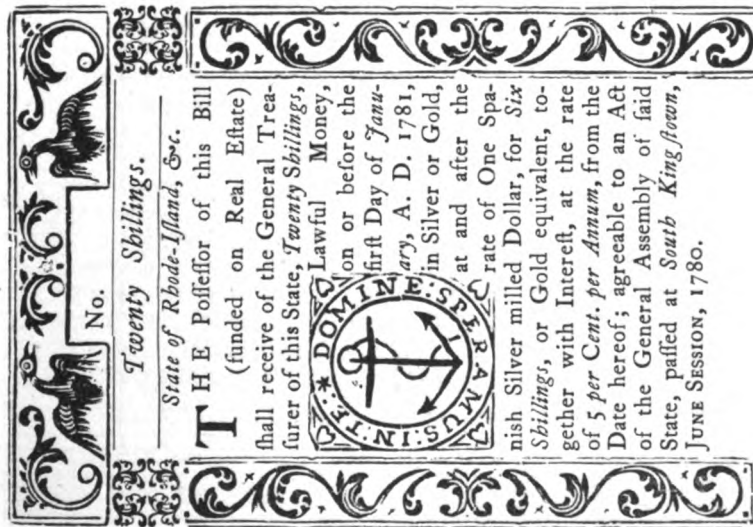 No.
Twenty Shillings.
State of Rhode-Iſland, &c.
THE Poſſeſſor of this Bill
(funded on Real Eſtate)
ſhall receive of the General Trea-
ſurer of this State, Twenty Shillings,
Lawful Money,
on or before the
firſt Day of Janu-
ary, A. D. 1781,
in Silver or Gold,
at and after the
rate of One Spa-
niſh Silver milled Dollar, for Six
Shillings, or Gold equivalent, to-
gether with Intereſt, at the rate
of 5 per Cent. per Annum, from the
Date hereof; agreeable to an Act
of the General Aſſembly of ſaid
State, paſſed at South Kingſtown,
JUNE SESSION, 1780.
DOMINE: SPERAMUS: IN: TE: *